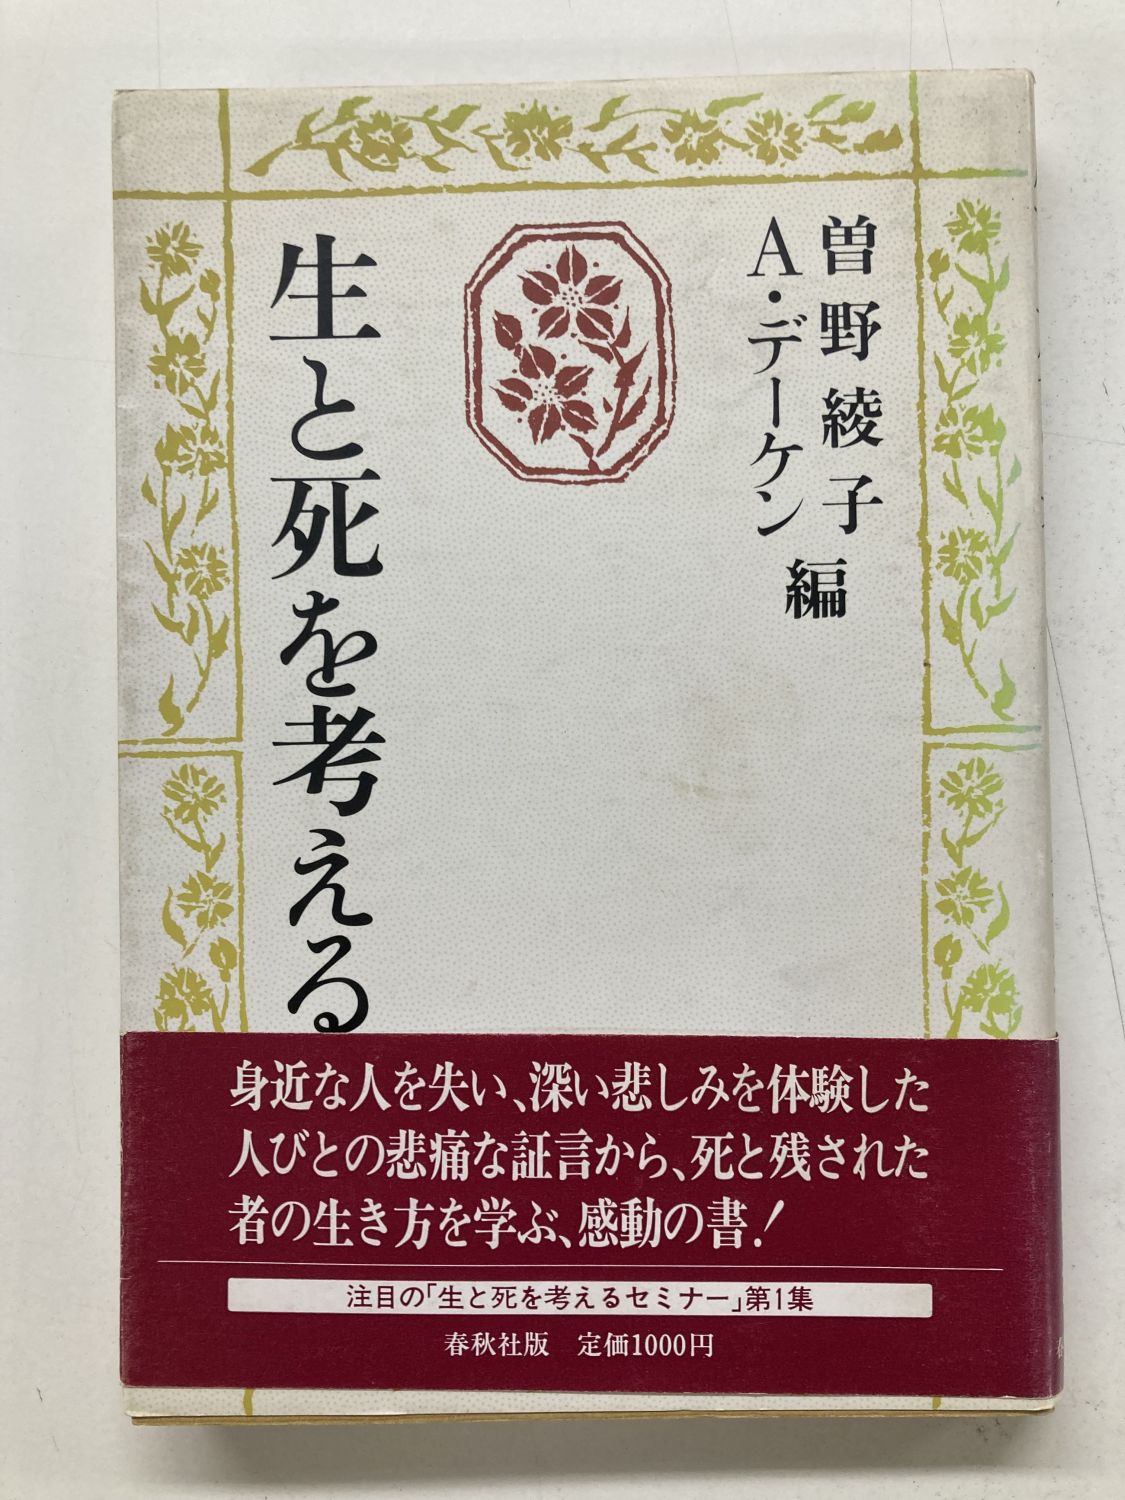 曽野綾子
A・デーケン
編
生と死を考える
身近な人を失い、深い悲しみを体験した
人びとの悲痛な証言から、死と残された
者の生き方を学ぶ、感動の書!
注目の「生と死を考えるセミナー」第1集
春秋社版 定価1000円